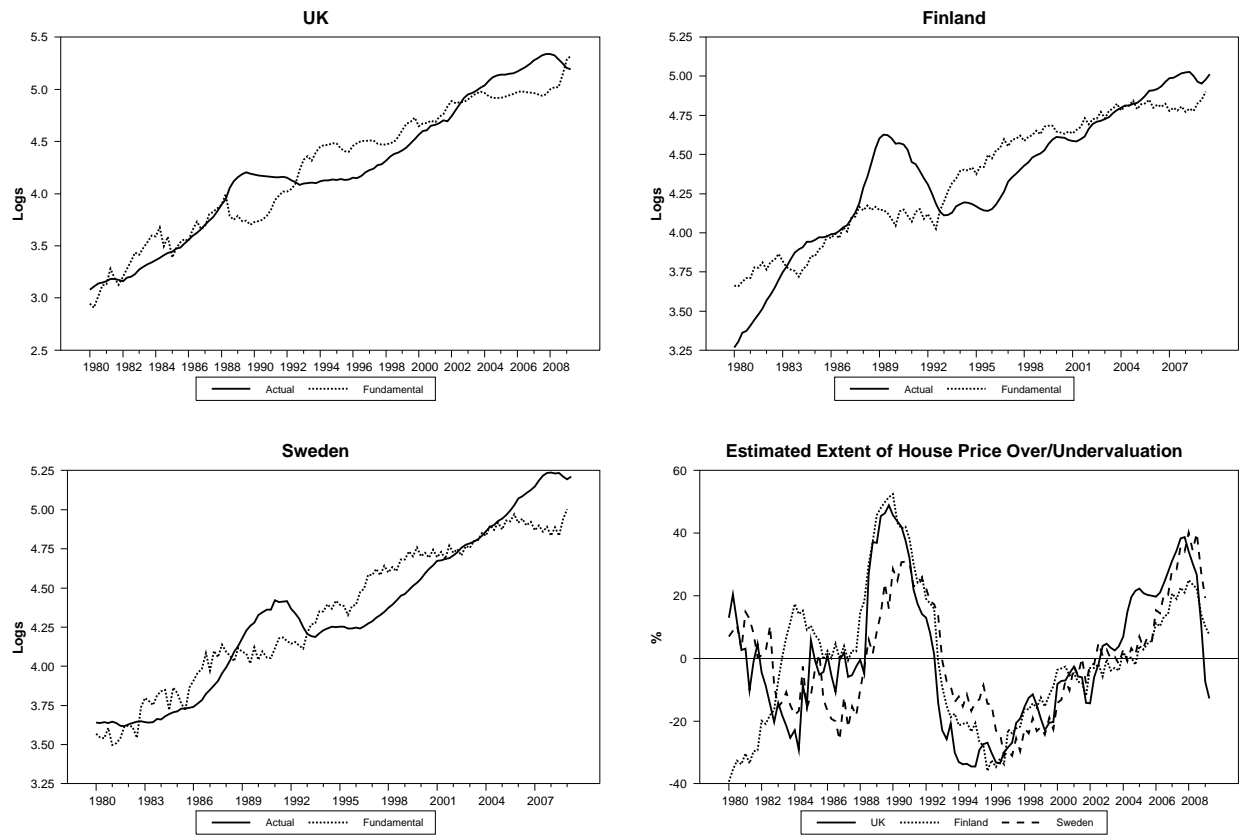 UK
5.5
5.0
4.5
4.0
3.5
3.0
2.5
Logs
1980 1982 1984 1986 1988 1990 1992 1994 1996 1998 2000 2002 2004 2006 2008
Actual Fundamental
Finland
5.25
5.00
4.75
4.50
4.25
4.00
3.75
3.50
3.25
Logs
1980 1983 1986 1989 1992 1995 1998 2001 2004 2007
Actual Fundamental
Sweden
5.25
5.00
4.75
4.50
4.25
4.00
3.75
3.50
3.25
Logs
1980 1983 1986 1989 1992 1995 1998 2001 2004 2007
Actual Fundamental
Estimated Extent of House Price Over/Undervaluation
60
40
20
0
-20
-40
%
1980 1982 1984 1986 1988 1990 1992 1994 1996 1998 2000 2002 2004 2006 2008
UK Finland Sweden